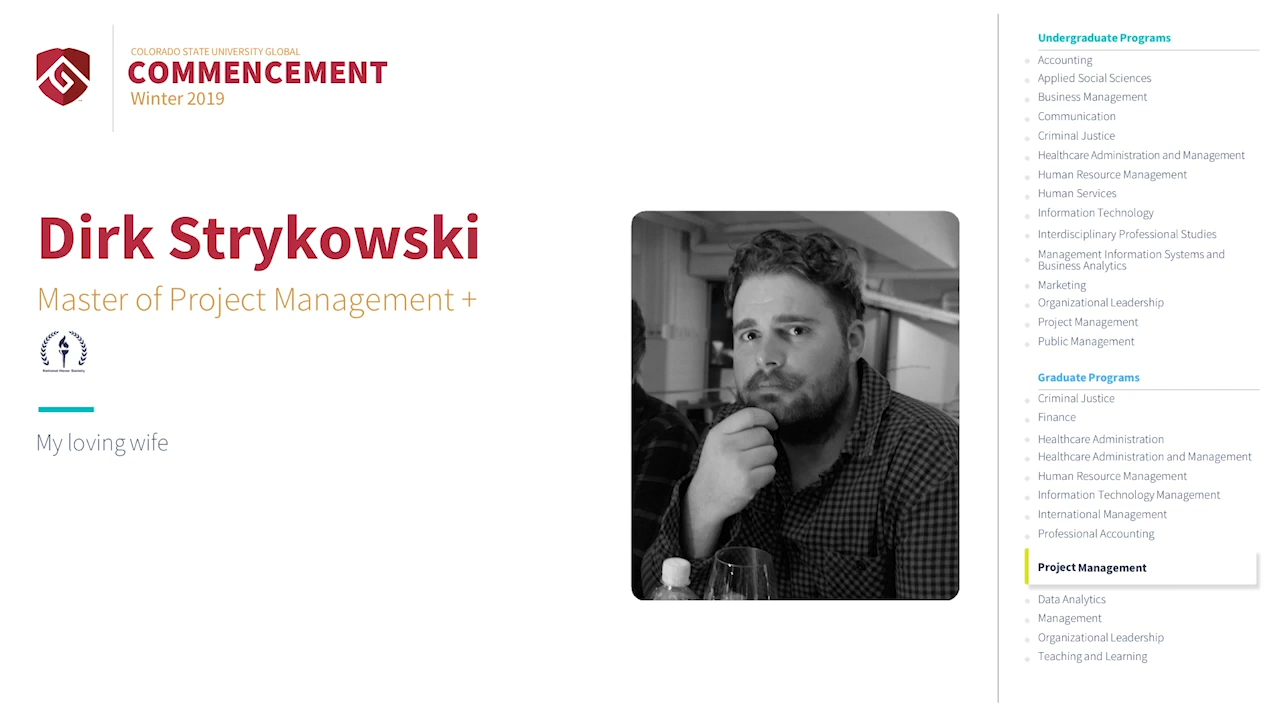 COLORADO STATE UNIVERSITY GLOBAL
COMMENCEMENT
Winter 2019
Dirk Strykowski
Master of Project Management +
National Honor Society
My loving wife
Undergraduate Programs
Accounting
Applied Social Sciences
Business Management
Communication
Criminal Justice
Healthcare Administration and Management
Human Resource Management
Human Services
Information Technology
Interdisciplinary Professional Studies
Management Information Systems and
Business Analytics
Marketing
Organizational Leadership
Project Management
Public Management
Graduate Programs
Criminal Justice
Finance
Healthcare Administration
Healthcare Administration and Management
Human Resource Management
Information Technology Management
International Management
Professional Accounting
Project Management
Data Analytics
Management
Organizational Leadership
Teaching and Learning